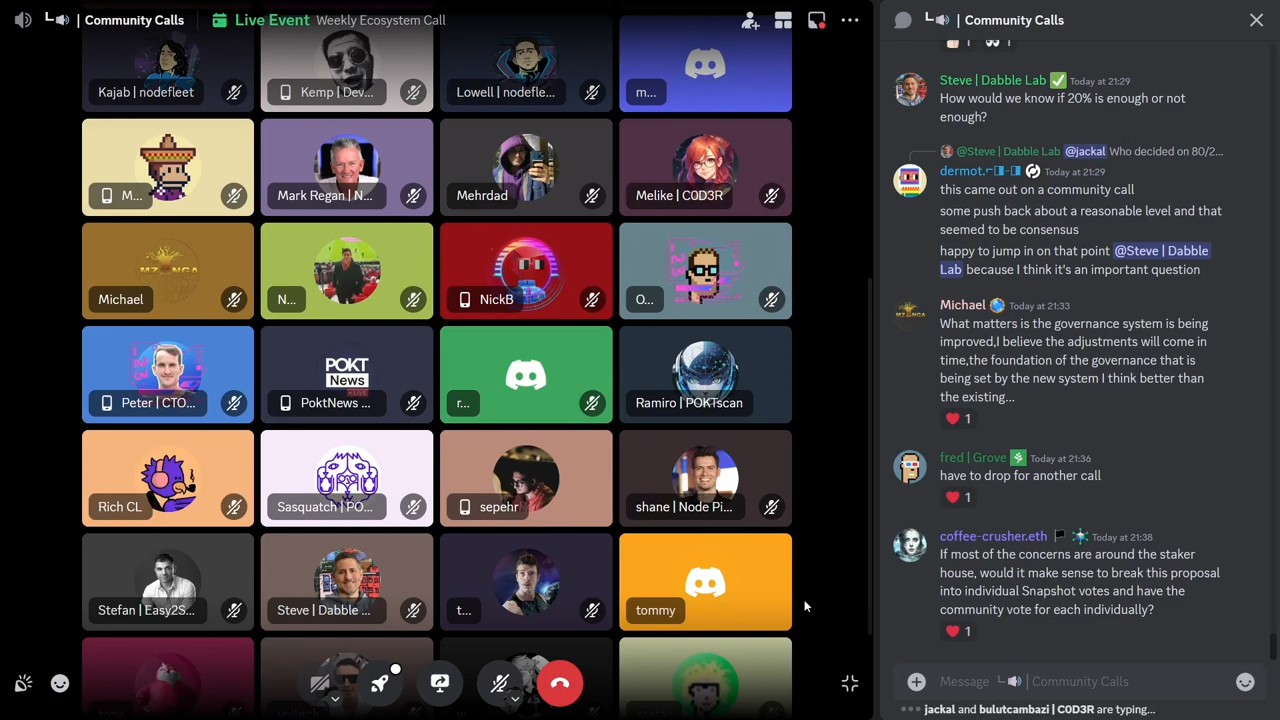 | Community Calls
Live Event Weekly Ecosystem Call
Kajab | nodefleet
Kemp | Dev...
Lowell | nodefle...
m...
M...
Mark Regan | N...
Mehrdad
Melike | C0D3R
Michael
N...
NickB
O...
Peter | CTO...
POKT
News
LIVE
PoktNews ...
r...
Ramiro | POKTscan
Rich CL
Sasquatch | PO...
sepehr
shane | Node Pi...
Stefan | Easy2S...
Steve | Dabble ...
t...
tommy
| Community Calls
1 1
Steve | Dabble Lab Today at 21:29
How would we know if 20% is enough or not
enough?
@Steve | Dabble Lab @jackal Who decided on 80/2...
dermot. Today at 21:29
this came out on a community call
some push back about a reasonable level and that
seemed to be consensus
happy to jump in on that point @Steve | Dabble
Lab because I think it's an important question
Michael Today at 21:33
What matters is the governance system is being
improved,I believe the adjustments will come in
time,the foundation of the governance that is
being set by the new system I think better than
the existing...
1
fred | Grove Today at 21:36
have to drop for another call
1
coffee-crusher.eth Today at 21:38
If most of the concerns are around the staker
house, would it make sense to break this proposal
into individual Snapshot votes and have the
community vote for each individually?
1
Message | Community Calls
jackal and bulutcambazi | C0D3R are typing...